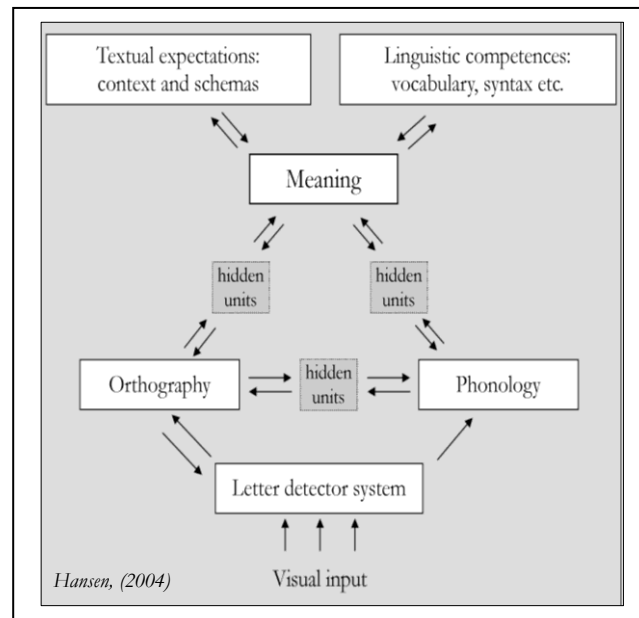 Textual expectations:
context and schemas
Linguistic competences:
vocabulary, syntax etc.
Meaning
hidden
units
hidden
units
Orthography
hidden
units
Phonology
Letter detector system
Hansen, (2004)
Visual input